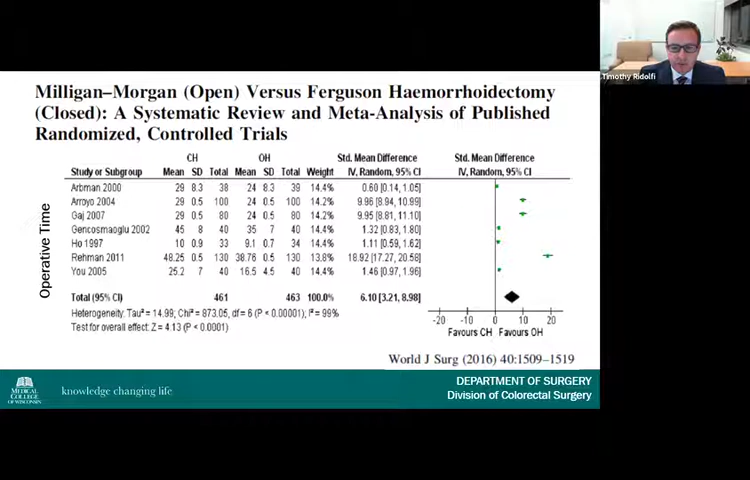 Timothy Ridolfi
Milligan–Morgan (Open) Versus Ferguson Haemorrhoidectomy
(Closed): A Systematic Review and Meta-Analysis of Published
Randomized, Controlled Trials
CH OH Std. Mean Difference Std. Mean Difference
Study or Subgroup Mean SD Total Mean SD Total Weight IV, Random, 95% CI IV, Random, 95% CI
Arbman 2000 29 8.3 38 24 8.3 39 14.4% 0.60 [0.14, 1.05]
Arroyo 2004 29 0.5 100 24 0.5 100 14.4% 9.96 [8.94, 10.99]
Gaj 2007 29 0.5 80 24 0.5 80 14.4% 9.95 [8.81, 11.10]
Gencosmaoglu 2002 45 8 40 35 7 40 14.4% 1.32 [0.83, 1.80]
Ho 1997 10 0.9 33 9.1 0.7 34 14.4% 1.11 [0.59, 1.62]
Rehman 2011 48.25 0.5 130 38.76 0.5 130 13.8% 18.92 [17.27, 20.58]
You 2005 25.2 7 40 16.5 4.5 40 14.4% 1.46 [0.97, 1.96]
Operative Time
Total (95% CI) 461 463 100.0% 6.10 [3.21, 8.98]
Heterogeneity: Tau² = 14.99; Chi² = 873.05, df = 6 (P < 0.00001); I² = 99%
Test for overall effect: Z = 4.13 (P < 0.0001)
-20 -10 0 10 20
Favours CH Favours OH
World J Surg (2016) 40:1509–1519
MEDICAL
COLLEGE
OF WISCONSIN
knowledge changing life
DEPARTMENT OF SURGERY
Division of Colorectal Surgery